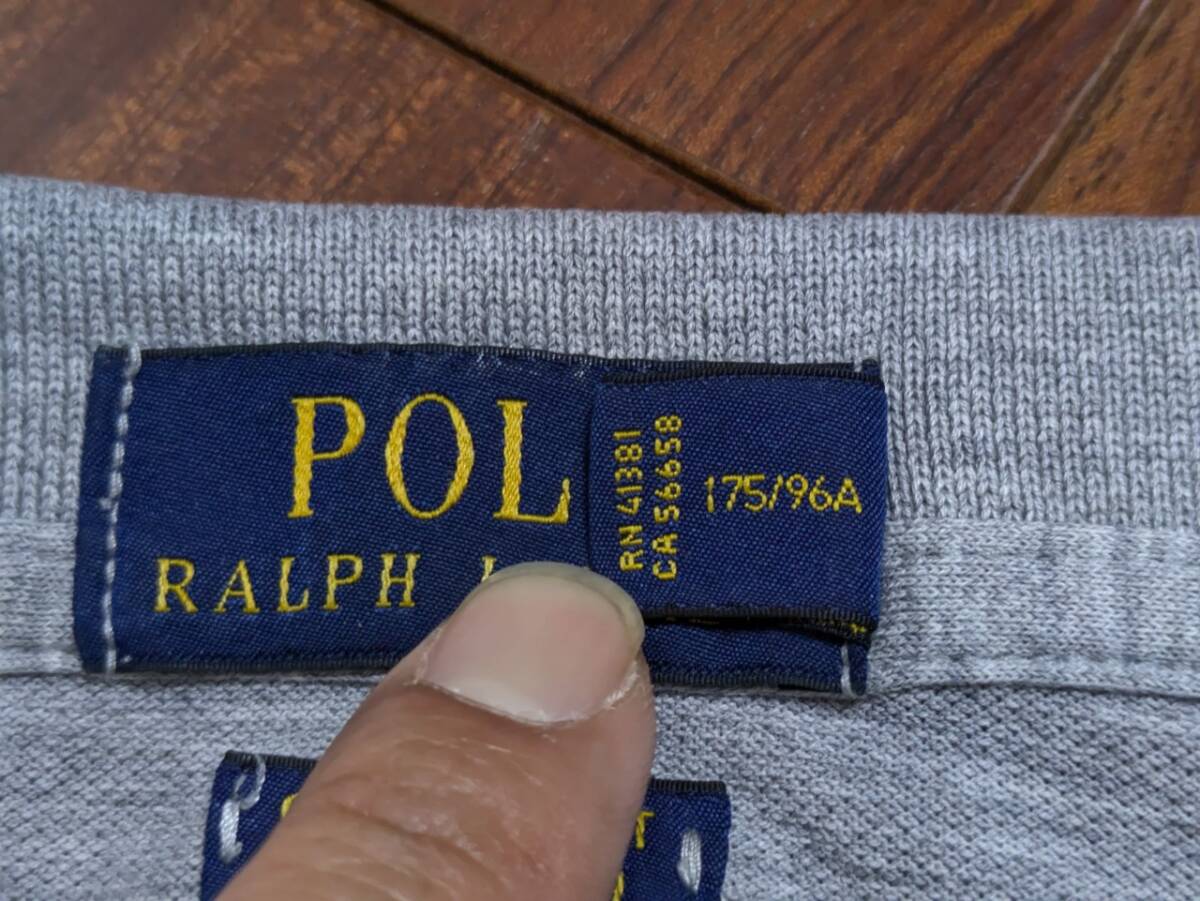 POL
RALPH
RN 41381
CA 56658
175/96A